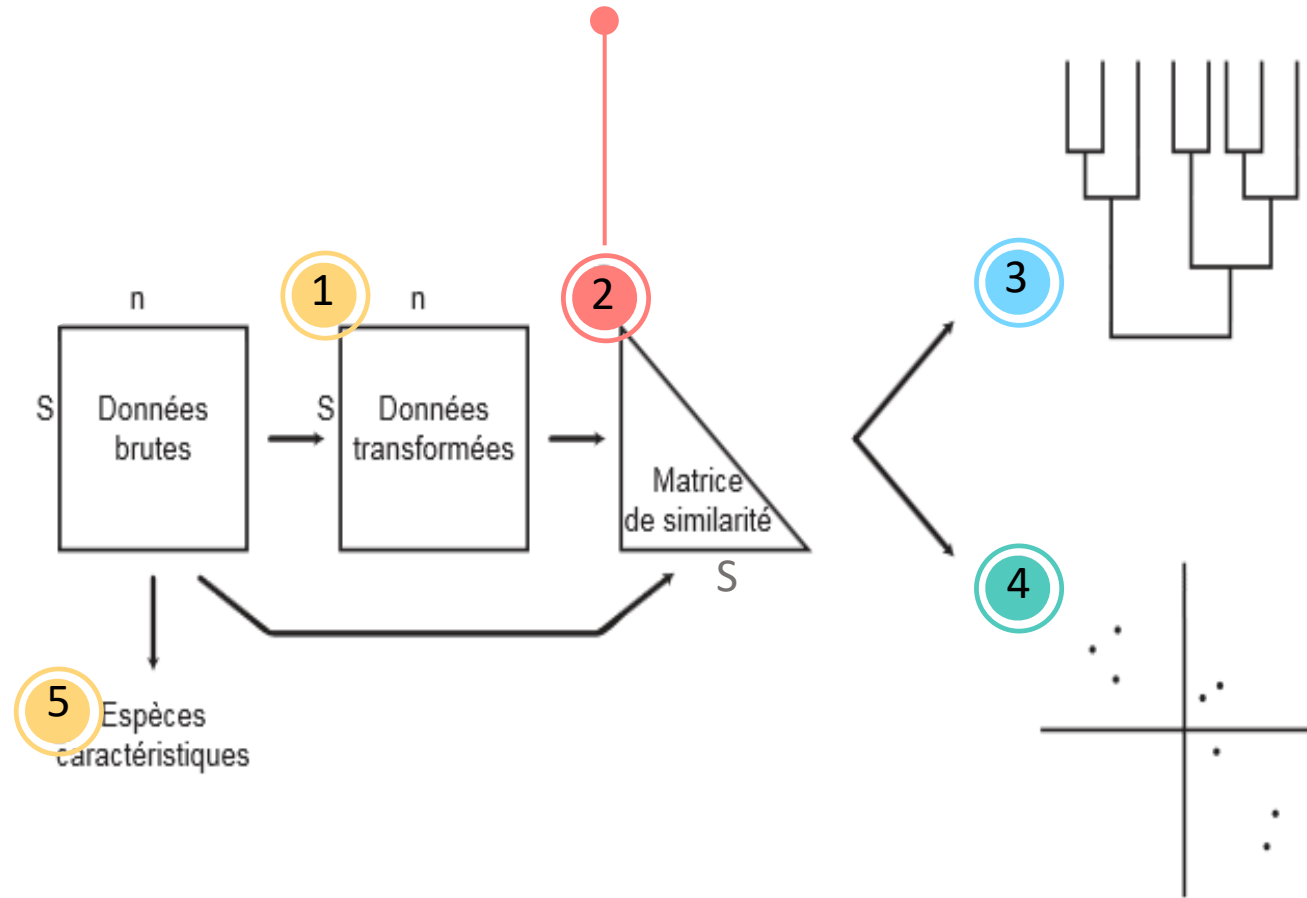 3
1
2
n
n
S
Données
brutes
S
Données
transformées
Matrice
de similarité
S
4
5
Espèces
caractéristiques